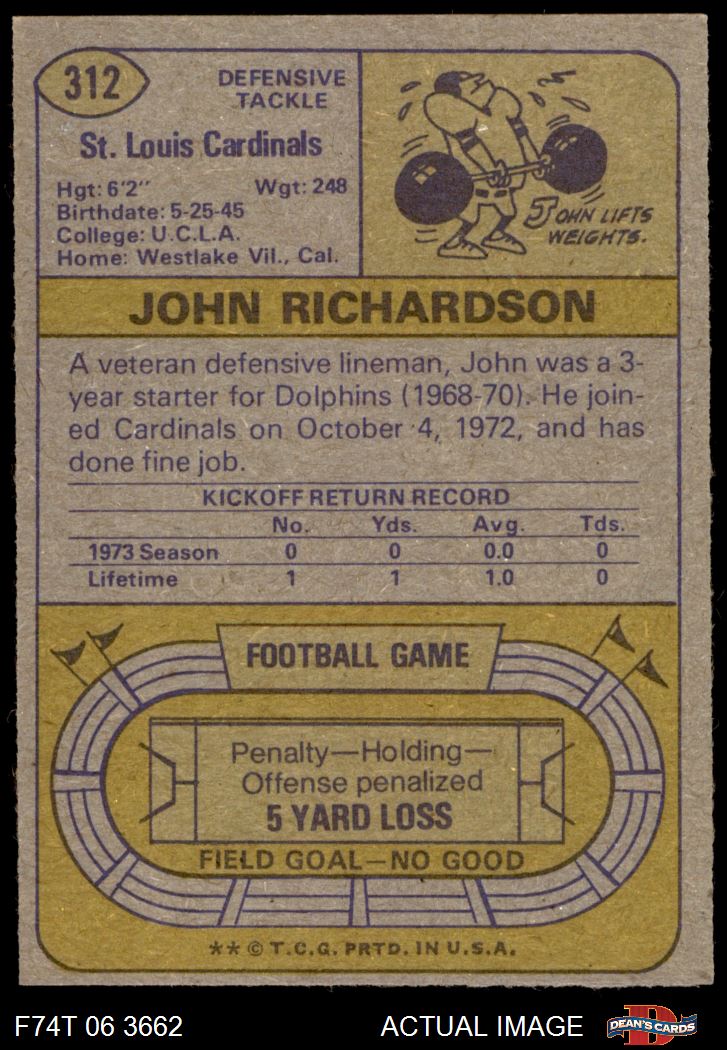 312
DEFENSIVE
TACKLE
St. Louis Cardinals
Hgt: 6'2"   Wgt: 248
Birthdate: 5-25-45
College: U.C.L.A.
Home: Westlake Vil., Cal.
JOHN LIFTS
WEIGHTS.
JOHN RICHARDSON
A veteran defensive lineman, John was a 3-
year starter for Dolphins (1968-70). He join-
ed Cardinals on October 4, 1972, and has
done fine job.
KICKOFF RETURN RECORD
No. Yds. Avg. Tds.
1973 Season 0 0 0.0 0
Lifetime 1 1 1.0 0
FOOTBALL GAME
Penalty—Holding—
Offense penalized
5 YARD LOSS
FIELD GOAL—NO GOOD
** © T.C.G. PRTD. IN U.S.A.
F74T 06 3662 ACTUAL IMAGE
D
DEAN'S CARDS